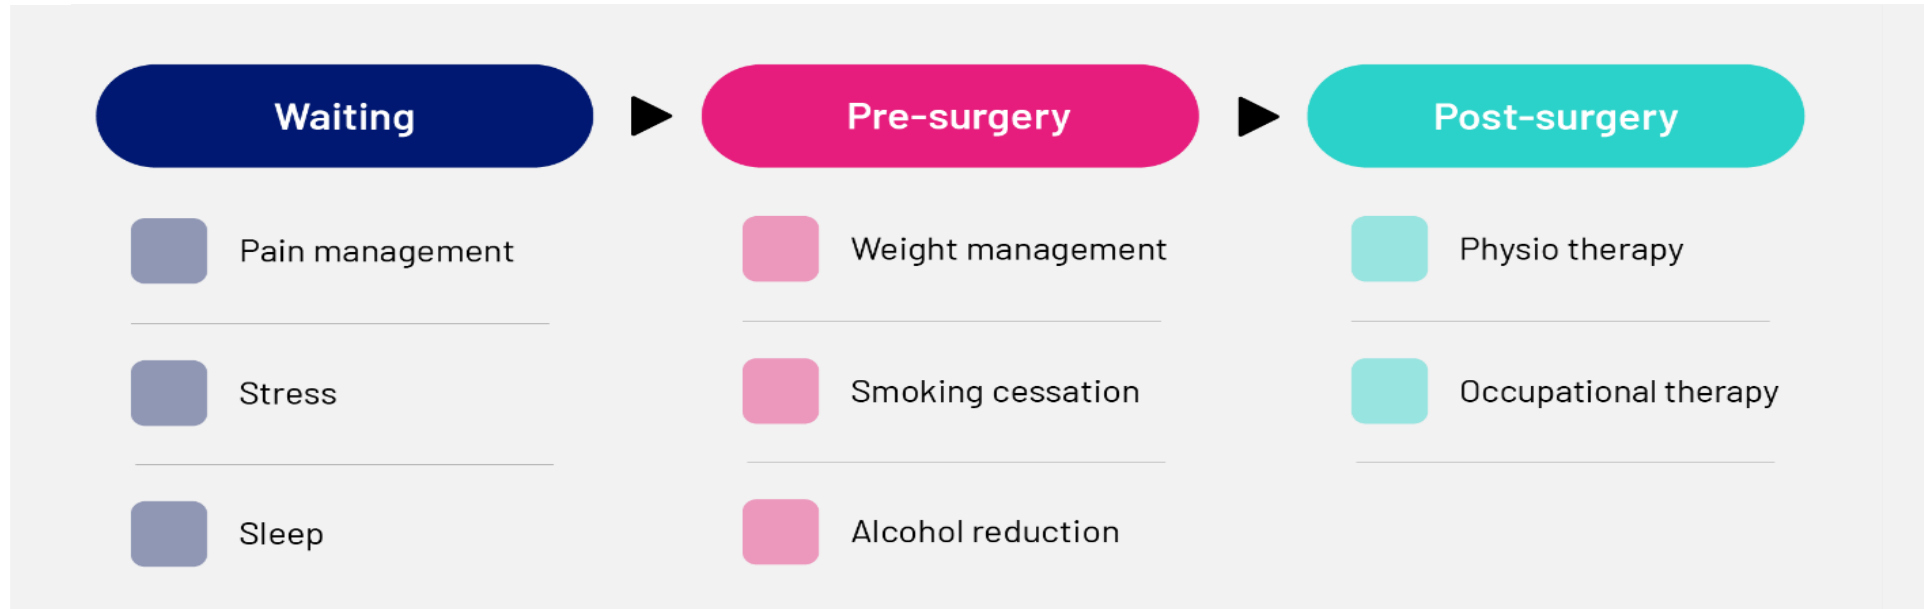 Waiting
Pain management
Stress
Sleep
Pre-surgery
Weight management
Smoking cessation
Alcohol reduction
Post-surgery
Physio therapy
Occupational therapy